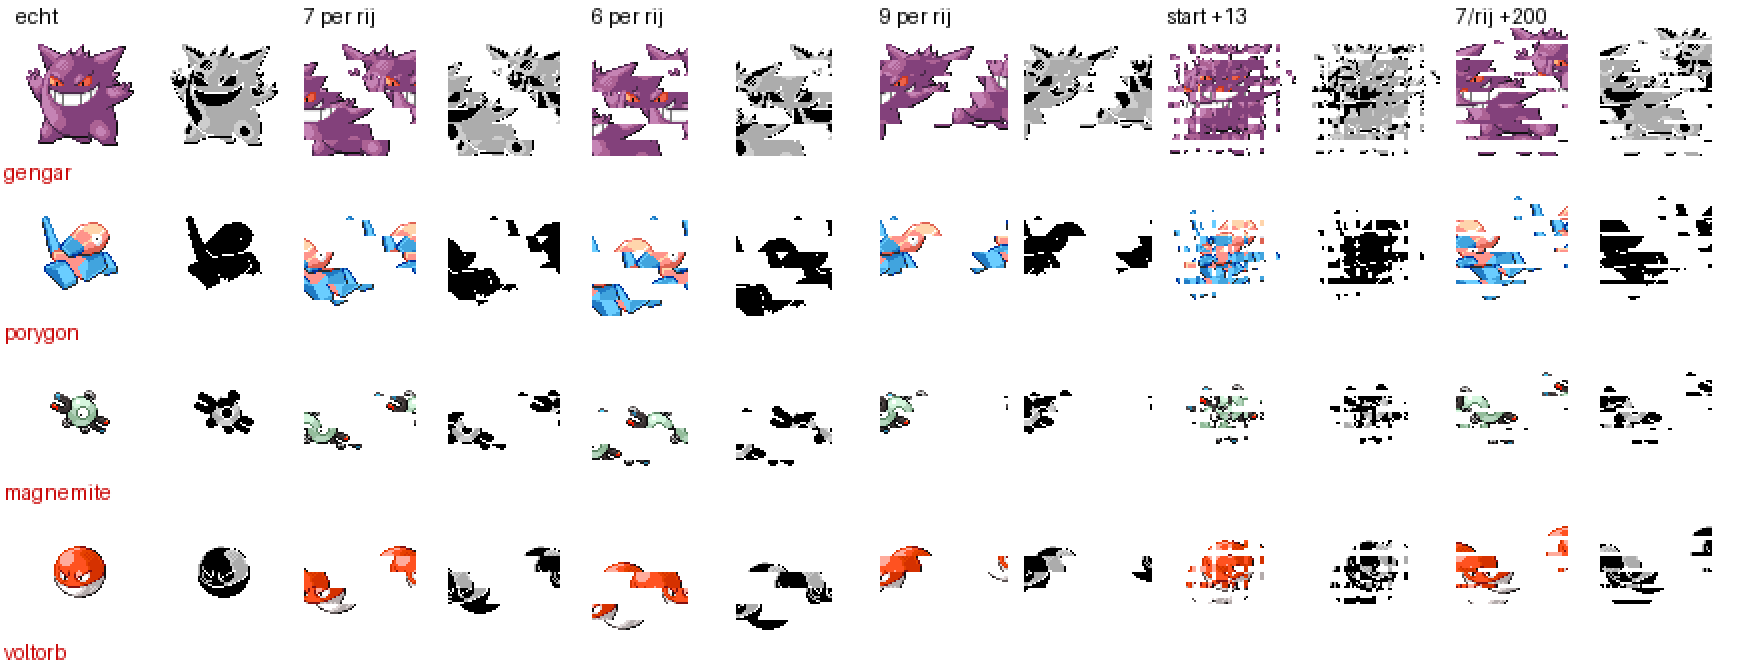 echt 7 per rij 6 per rij 9 per rij start +13 7/rij +200
gengar
porygon
magnemite
voltorb